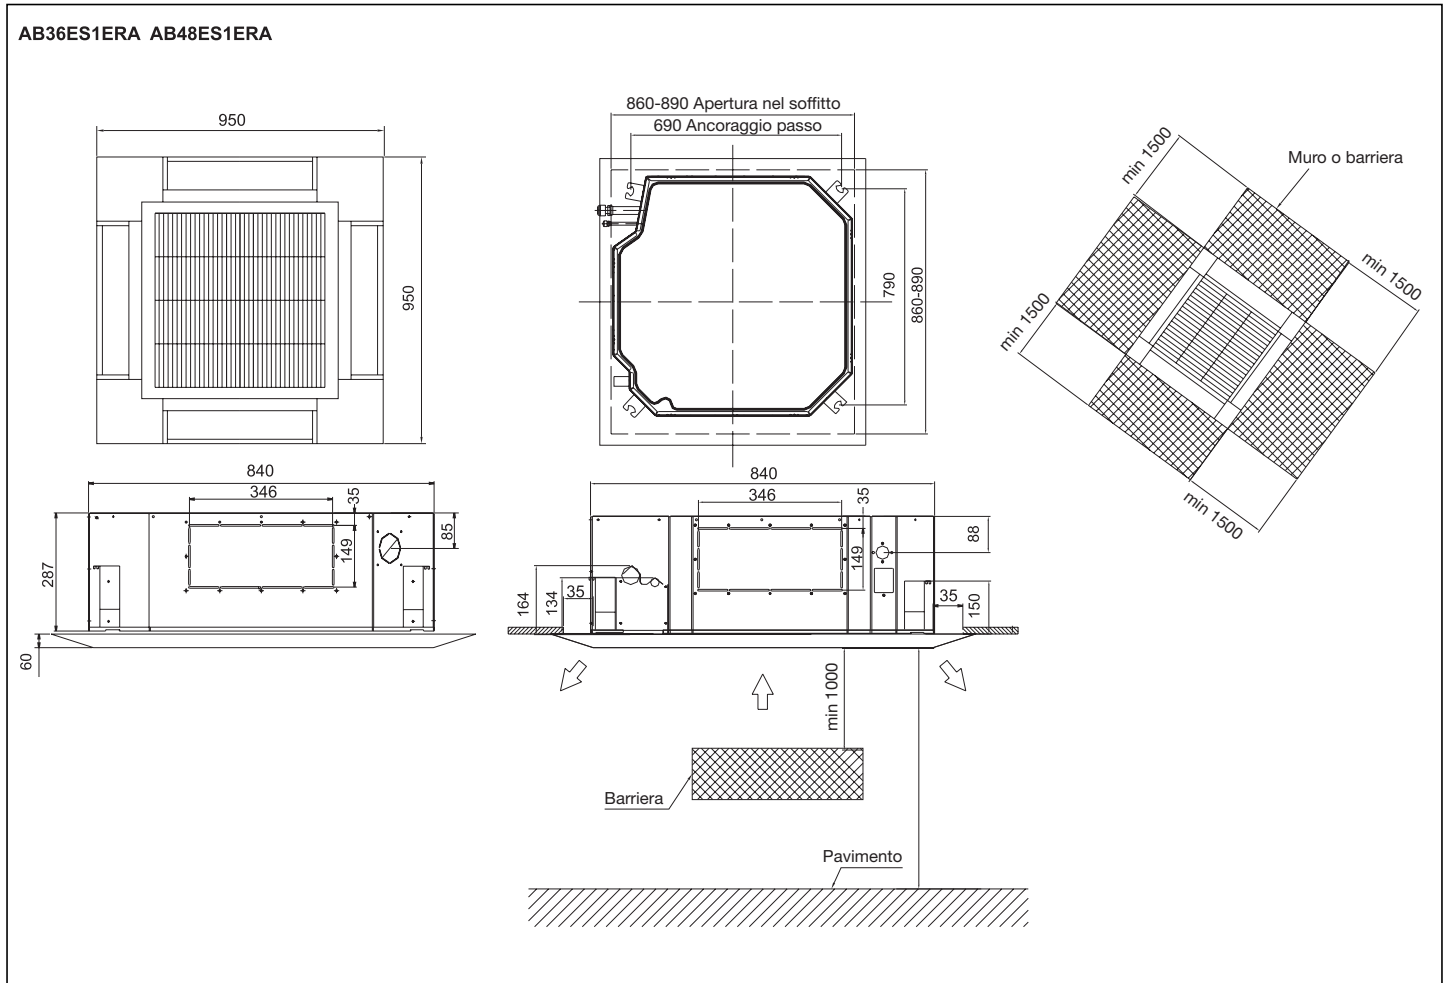 AB36ES1ERA AB48ES1ERA
950
950
860-890 Apertura nel soffitto
690 Ancoraggio passo
790
860-890
min 1500
Muro o barriera
min 1500
min 1500
min 1500
840
346
35
85
149
287
60
840
346
35
88
149
164
134
35
35
150
min 1000
Barriera
Pavimento